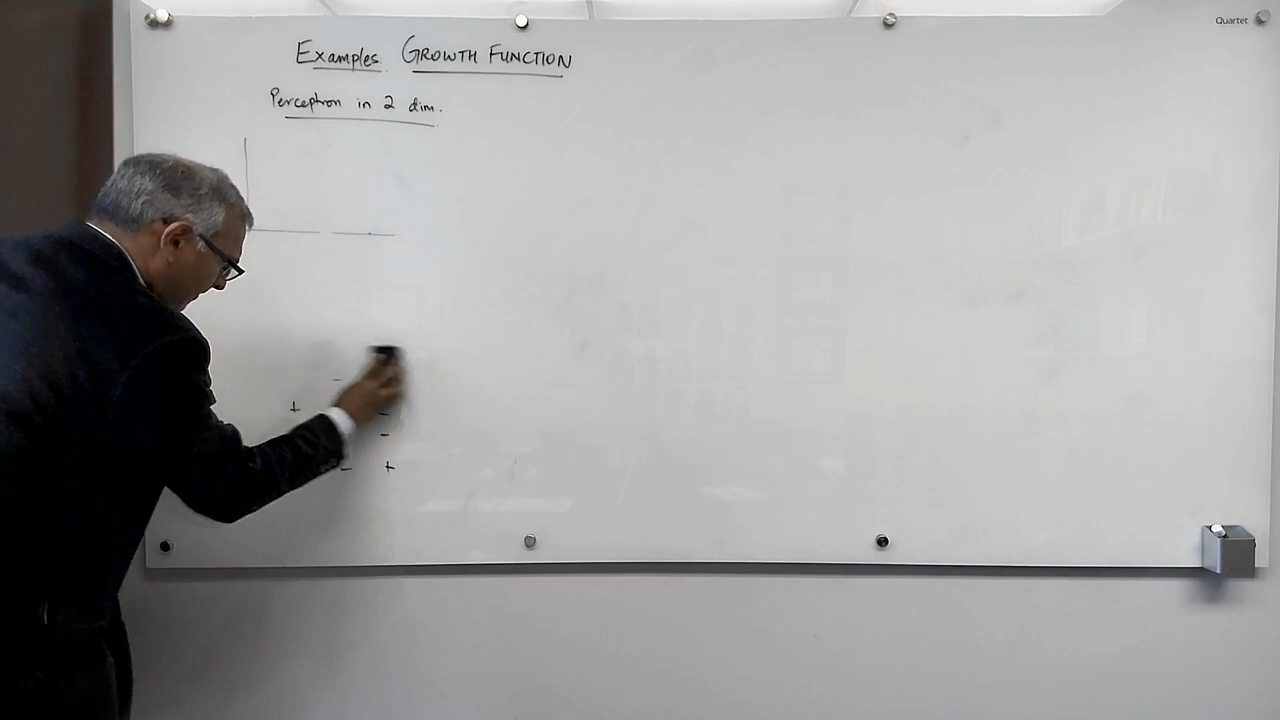 Quartet
Examples. GROWTH FUNCTION
Perceptron in 2 dim.
-
+
-
-
- +